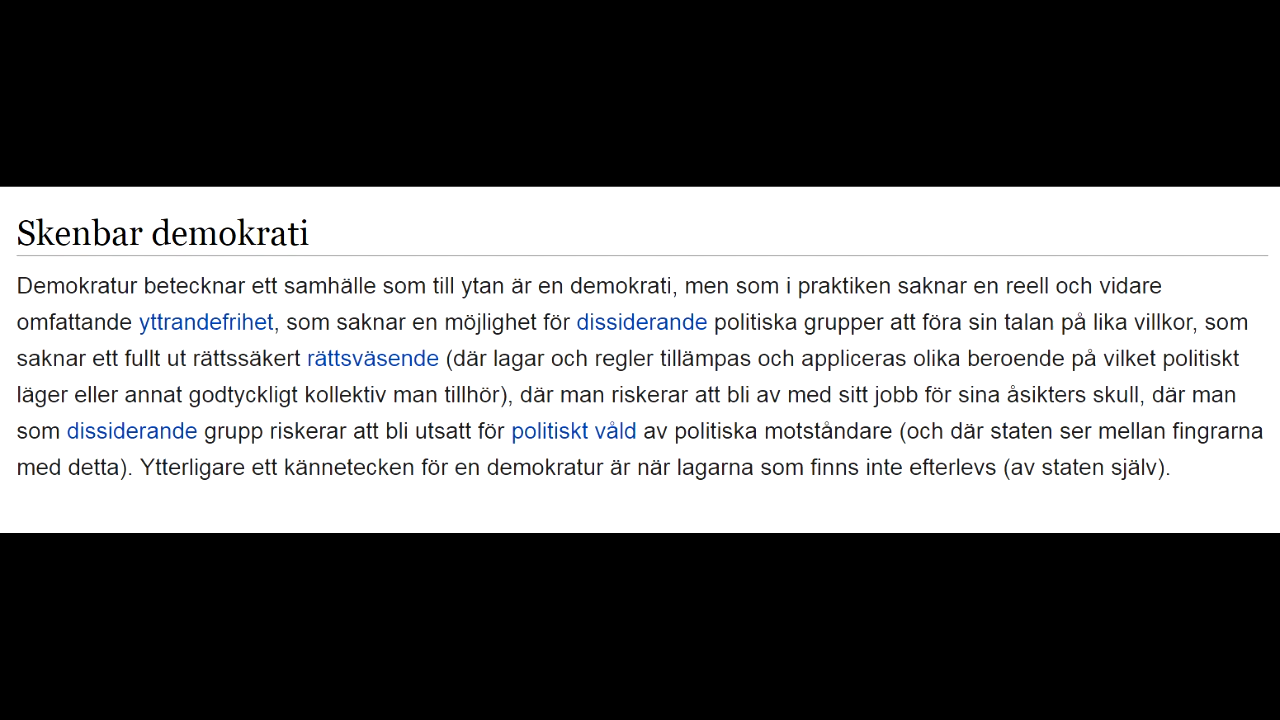 Skenbar demokrati
Demokratur betecknar ett samhälle som till ytan är en demokrati, men som i praktiken saknar en reell och vidare
omfattande yttrandefrihet, som saknar en möjlighet för dissiderande politiska grupper att föra sin talan på lika villkor, som
saknar ett fullt ut rättssäkert rättsväsende (där lagar och regler tillämpas och appliceras olika beroende på vilket politiskt
läger eller annat godtyckligt kollektiv man tillhör), där man riskerar att bli av med sitt jobb för sina åsikters skull, där man
som dissiderande grupp riskerar att bli utsatt för politiskt våld av politiska motståndare (och där staten ser mellan fingrarna
med detta). Ytterligare ett kännetecken för en demokratur är när lagarna som finns inte efterlevs (av staten själv).